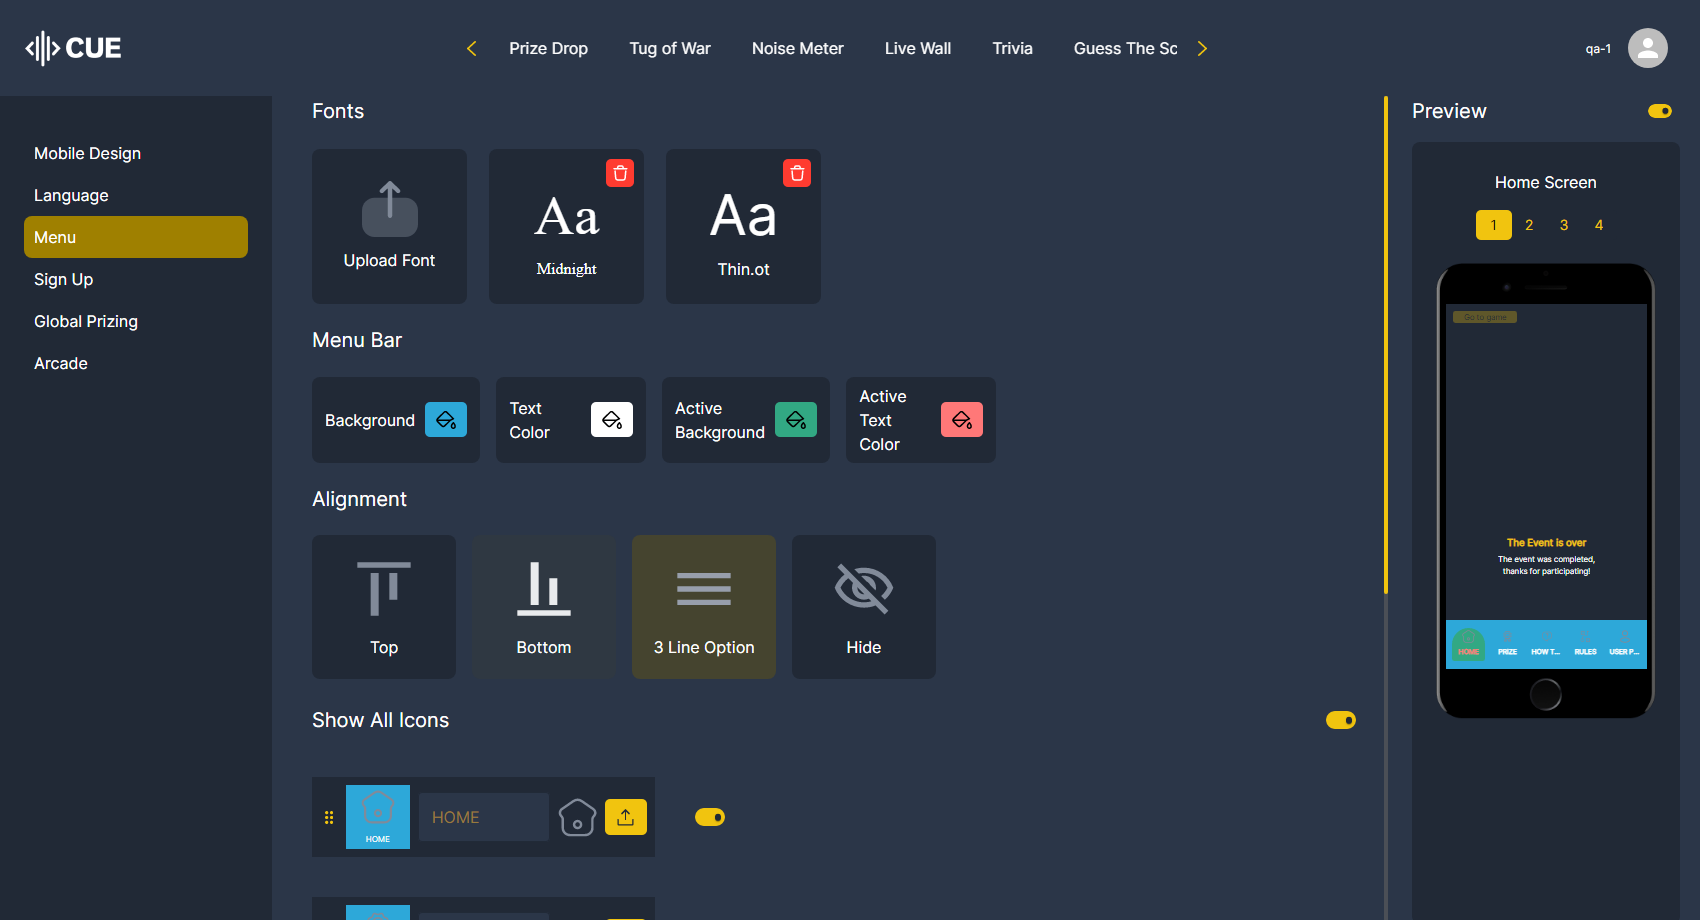 CUE
Prize Drop
Tug of War
Noise Meter
Live Wall
Trivia
Guess The Sc
qa-1
Mobile Design
Language
Menu
Sign Up
Global Prizing
Arcade
Fonts
Upload Font
Aa
Midnight
Aa
Thin.ot
Menu Bar
Background
Text
Color
Active
Background
Active
Text
Color
Alignment
Top
Bottom
3 Line Option
Hide
Show All Icons
HOME
HOME
Preview
Home Screen
1 2 3 4
Go to game
The Event is over
The event was completed,
thanks for participating!
HOME
PRIZE
HOW T...
RULES
USER P...